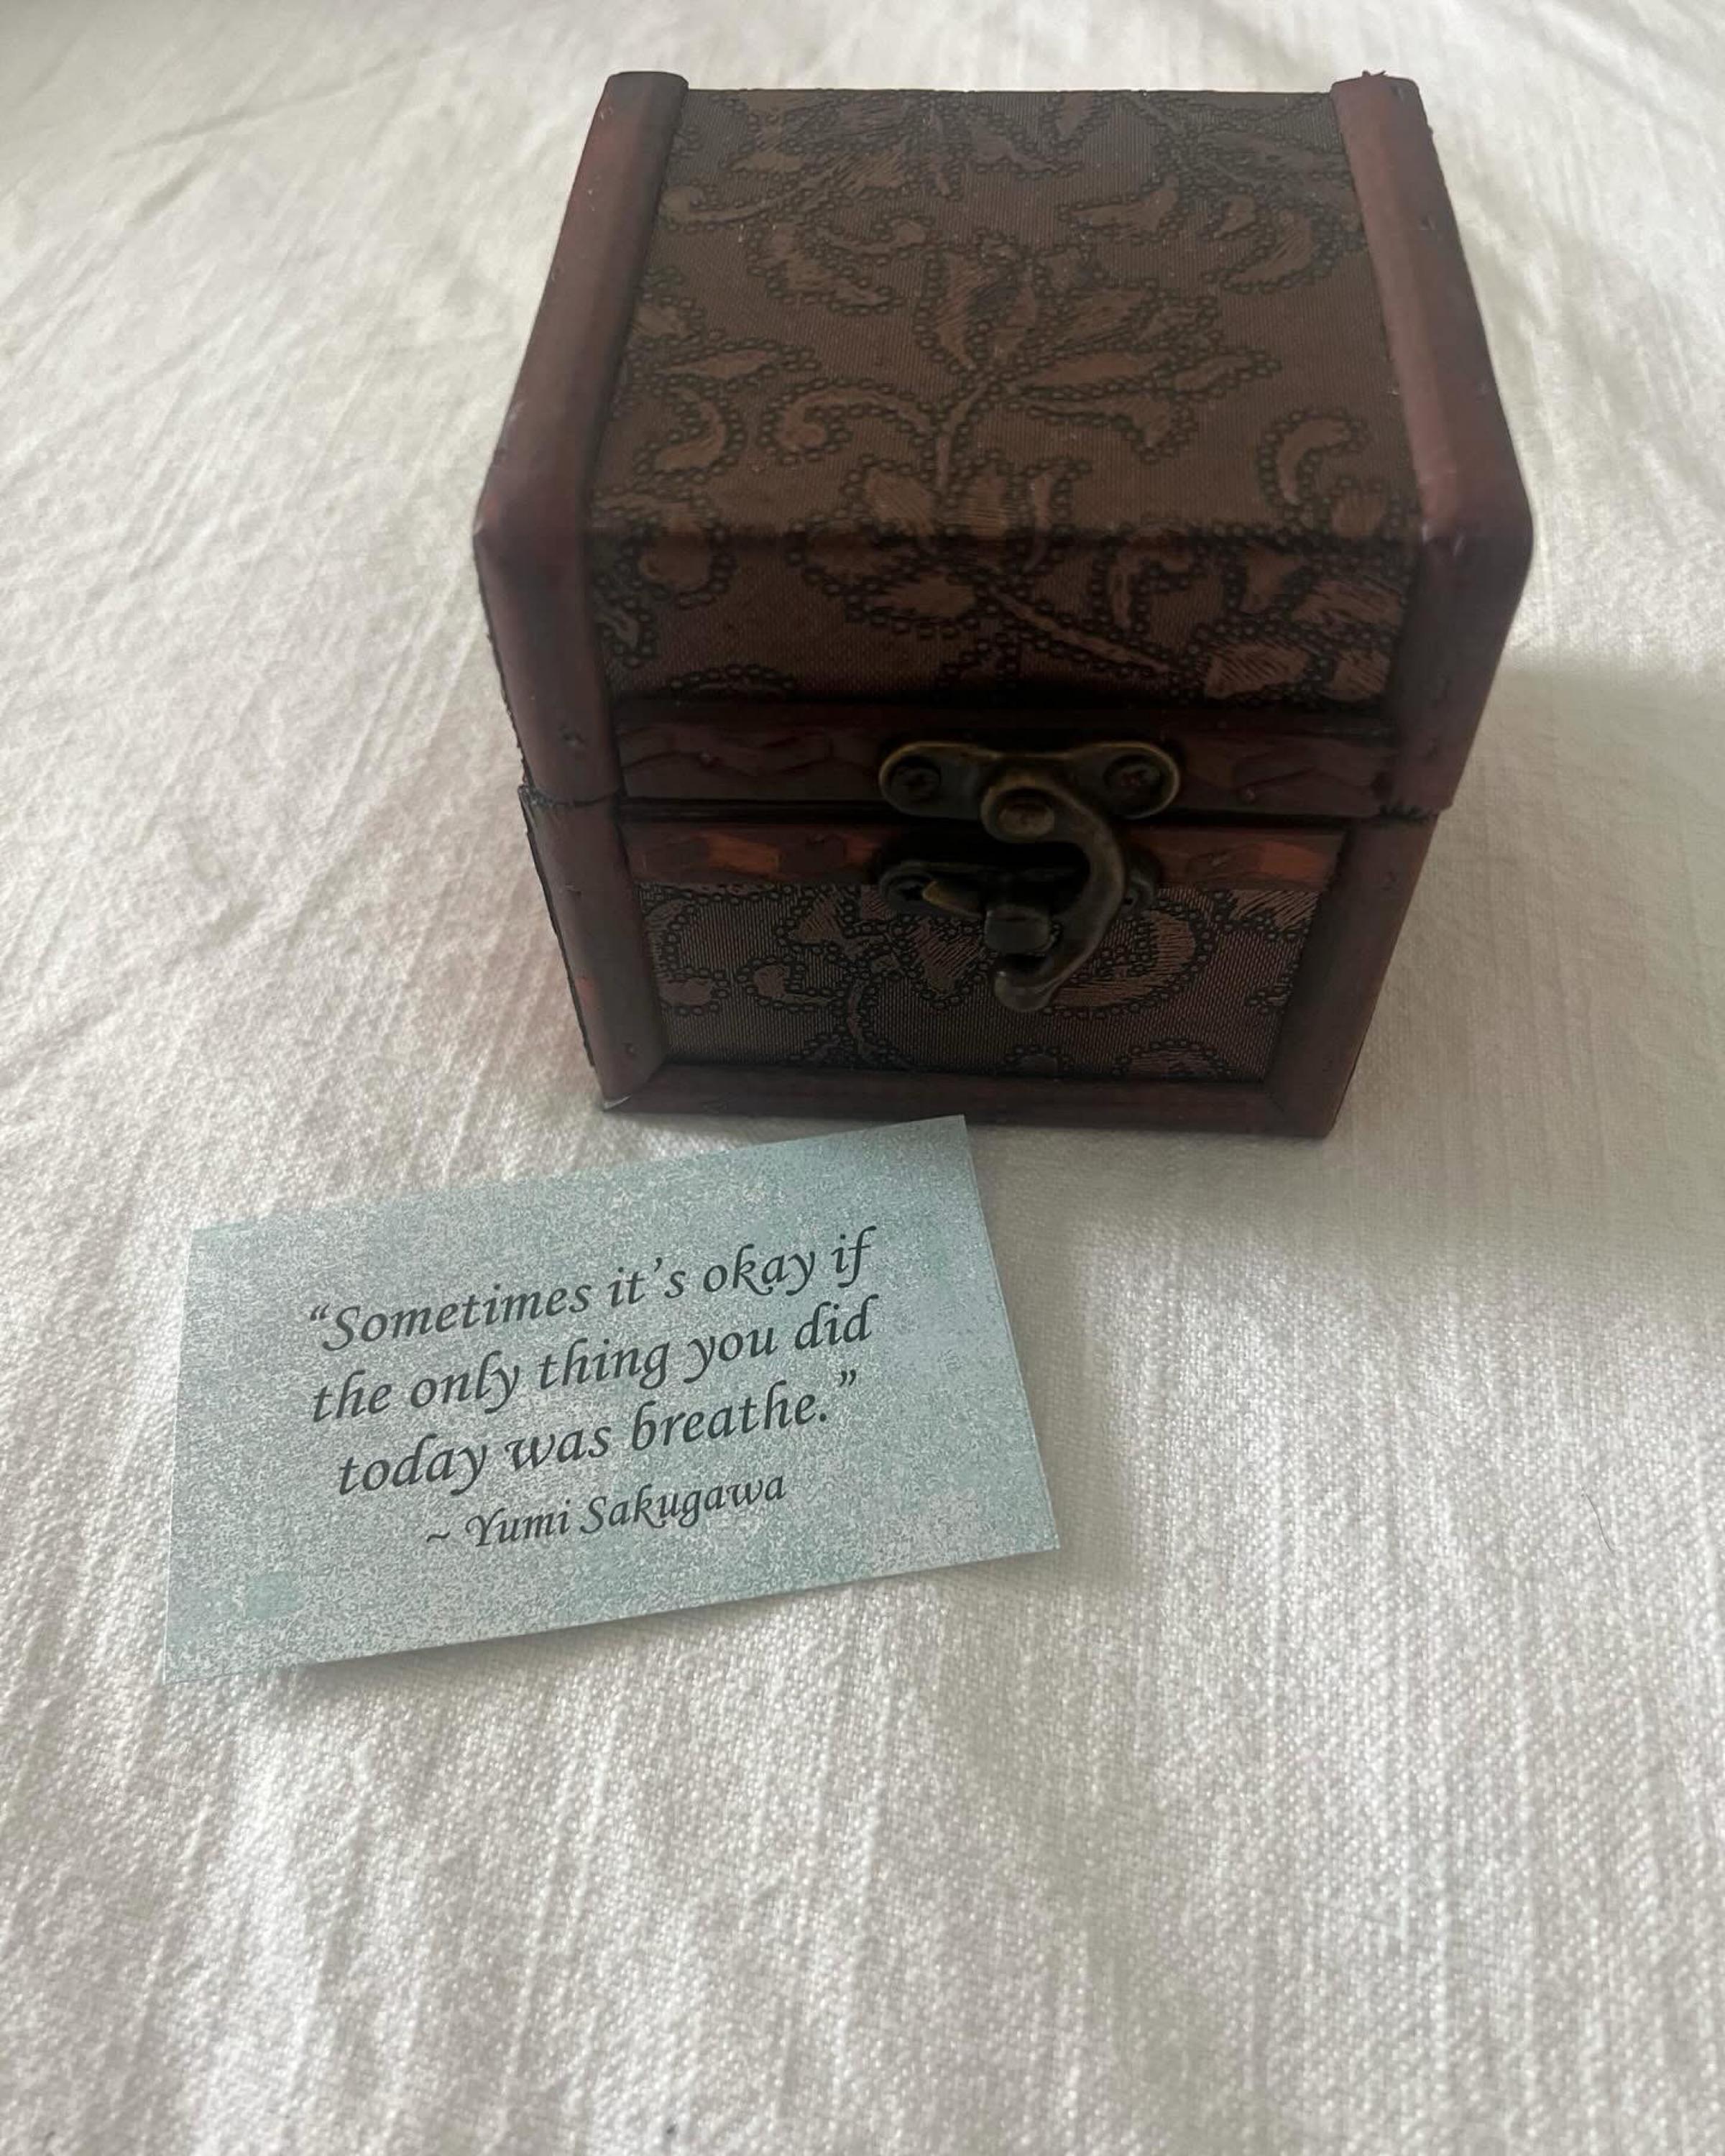 “Sometimes it’s okay if
the only thing you did
today was breathe.”
~ Yumi Sakugawa